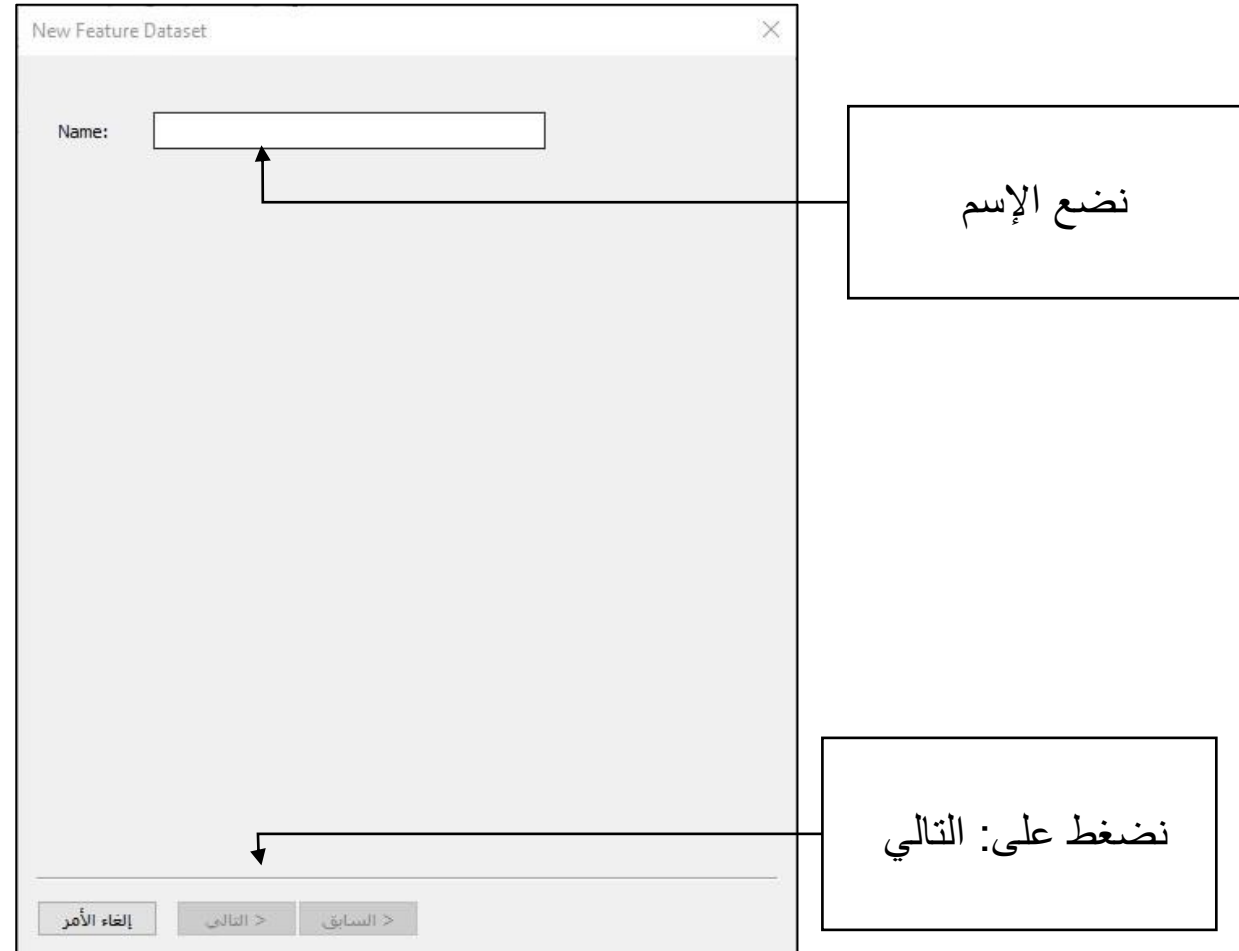 New Feature Dataset
Name:
نضع الإسم
نضغط على: التالي
< السابق
التالي >
إلغاء الأمر